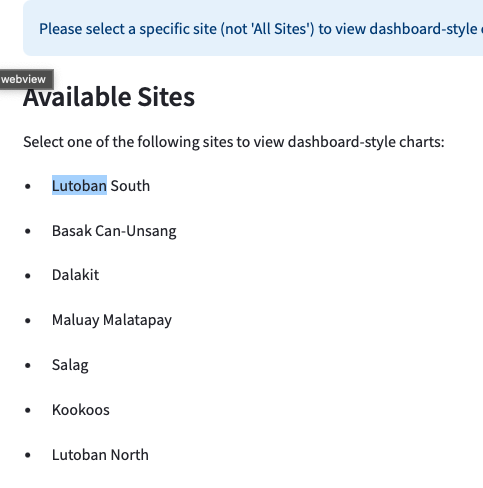 Please select a specific site (not 'All Sites') to view dashboard-style
webview
Available Sites
Select one of the following sites to view dashboard-style charts:
• Lutoban South
• Basak Can-Unsang
• Dalakit
• Maluay Malatapay
• Salag
• Kookoos
• Lutoban North